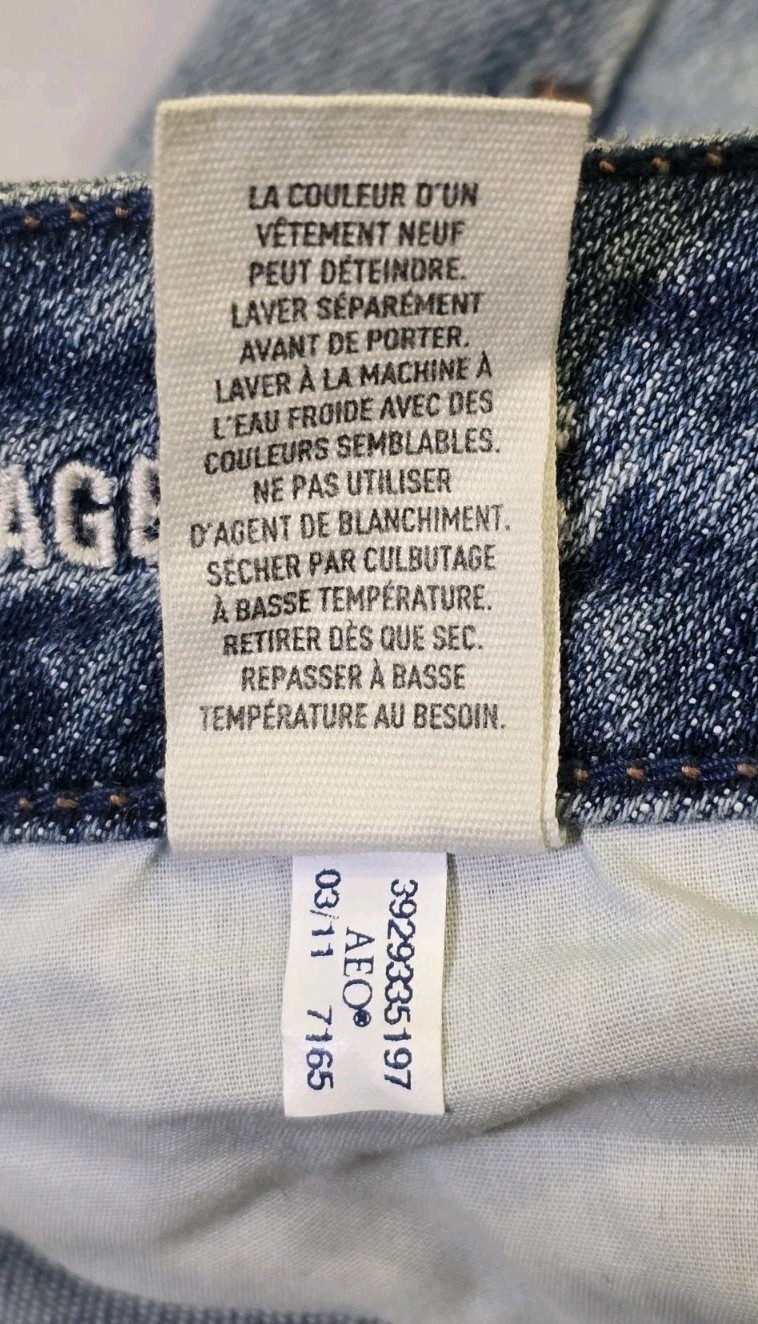 LA COULEUR D'UN
VÊTEMENT NEUF
PEUT DÉTEINDRE.
LAVER SÉPARÉMENT
AVANT DE PORTER.
LAVER À LA MACHINE À
L'EAU FROIDE AVEC DES
COULEURS SEMBLABLES.
NE PAS UTILISER
D'AGENT DE BLANCHIMENT.
SÉCHER PAR CULBUTAGE
À BASSE TEMPÉRATURE.
RETIRER DÈS QUE SEC.
REPASSER À BASSE
TEMPÉRATURE AU BESOIN.
3929335197
AEO®
03/11 7165